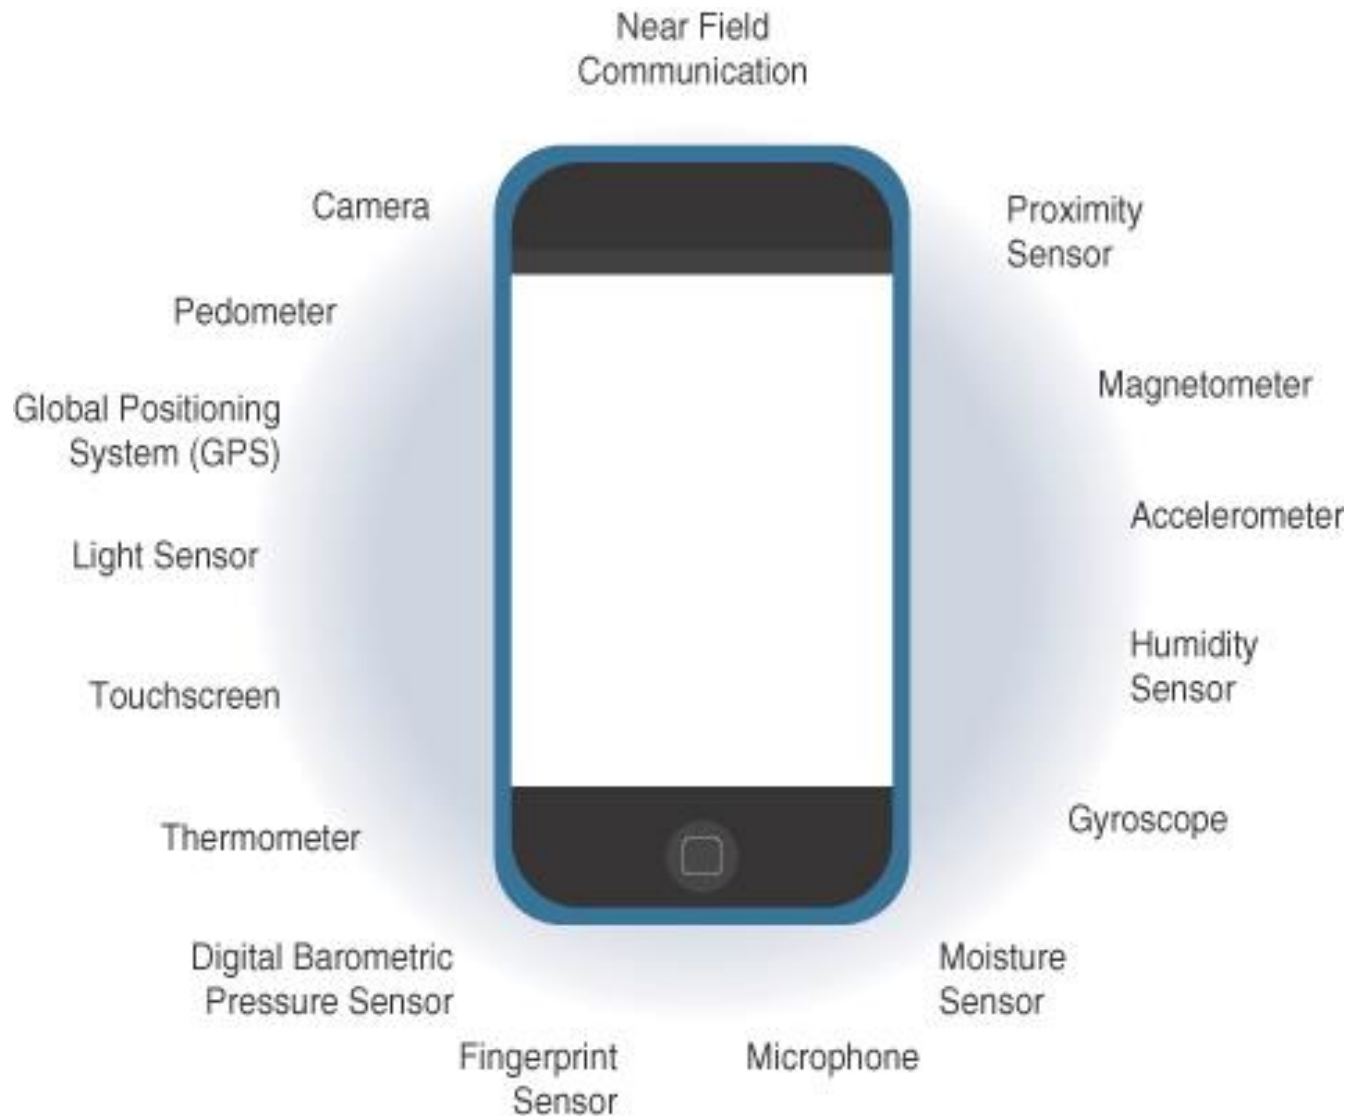 Near Field
Communication
Camera
Proximity
Sensor
Pedometer
Magnetometer
Global Positioning
System (GPS)
Accelerometer
Light Sensor
Humidity
Sensor
Touchscreen
Gyroscope
Thermometer
Digital Barometric
Pressure Sensor
Moisture
Sensor
Fingerprint
Sensor
Microphone